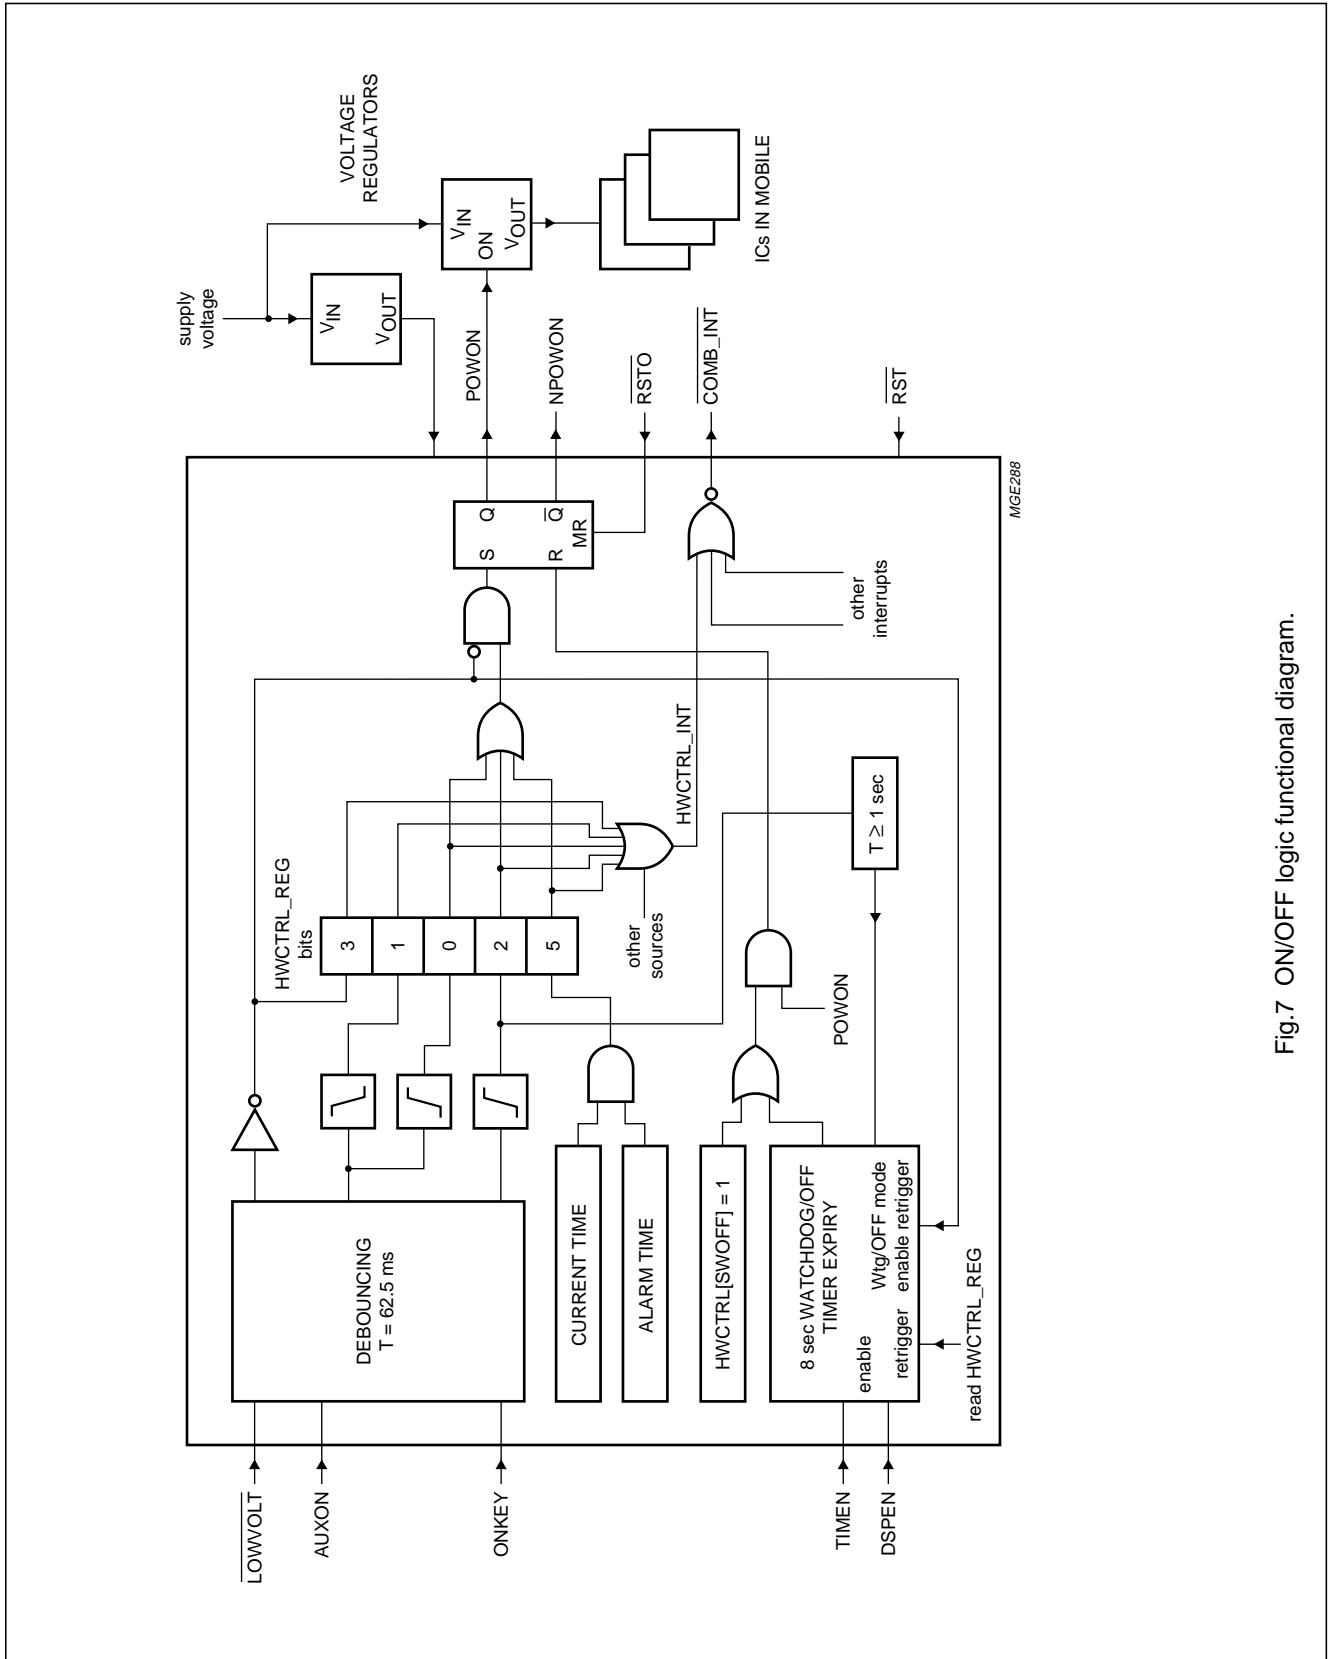 supply
voltage
VIN
VOUT
VOLTAGE
REGULATORS
VIN
ON
VOUT
ICs IN MOBILE
POWON
NPOWON
RSTO
COMB_INT
RST
S
Q
R
Q
MR
HWCTRL_REG
bits
3
1
0
2
5
other
sources
HWCTRL_INT
other
interrupts
T ≥ 1 sec
POWON
DEBOUNCING
T = 62.5 ms
CURRENT TIME
ALARM TIME
HWCTRL[SWOFF] = 1
8 sec WATCHDOG/OFF
TIMER EXPIRY
Wtg/OFF mode
enable
retrigger
enable retrigger
read HWCTRL_REG
LOWVOLT
AUXON
ONKEY
TIMEN
DSPEN
MGE288
Fig.7 ON/OFF logic functional diagram.